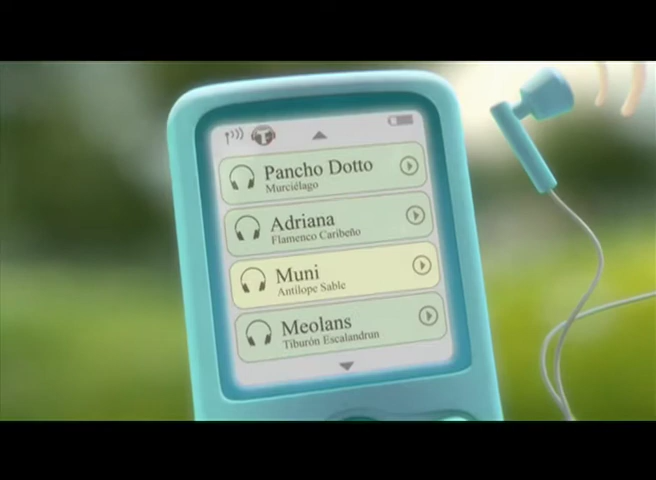 Pancho Dotto
Murciélago
Adriana
Flamenco Caribeño
Muni
Antílope Sable
Meolans
Tiburón Escalandrun